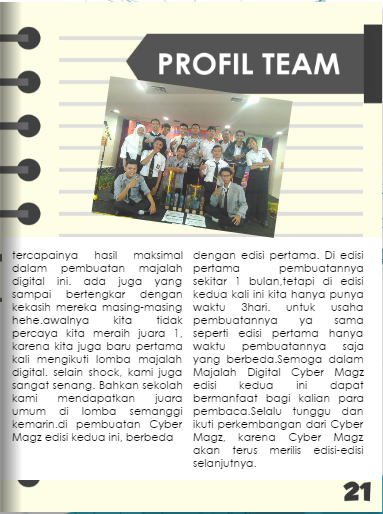 PROFIL TEAM
tercapainya hasil maksimal
dalam pembuatan majalah
digital ini. ada juga yang
sampai bertengkar dengan
kekasih mereka masing-masing
hehe.awalnya kita tidak
percaya kita meraih juara 1,
karena kita juga baru pertama
kali mengikuti lomba majalah
digital. selain shock, kami juga
sangat senang. Bahkan sekolah
kami mendapatkan juara
umum di lomba semanggi
kemarin.di pembuatan Cyber
Magz edisi kedua ini, berbeda
dengan edisi pertama. Di edisi
pertama pembuatannya
sekitar 1 bulan,tetapi di edisi
kedua kali ini kita hanya punya
waktu 3hari. untuk usaha
pembuatannya ya sama
seperti edisi pertama hanya
waktu pembuatannya saja
yang berbeda.Semoga dalam
Majalah Digital Cyber Magz
edisi kedua ini dapat
bermanfaat bagi kalian para
pembaca.Selalu tunggu dan
ikuti perkembangan dari Cyber
Magz, karena Cyber Magz
akan terus merilis edisi-edisi
selanjutnya.
21